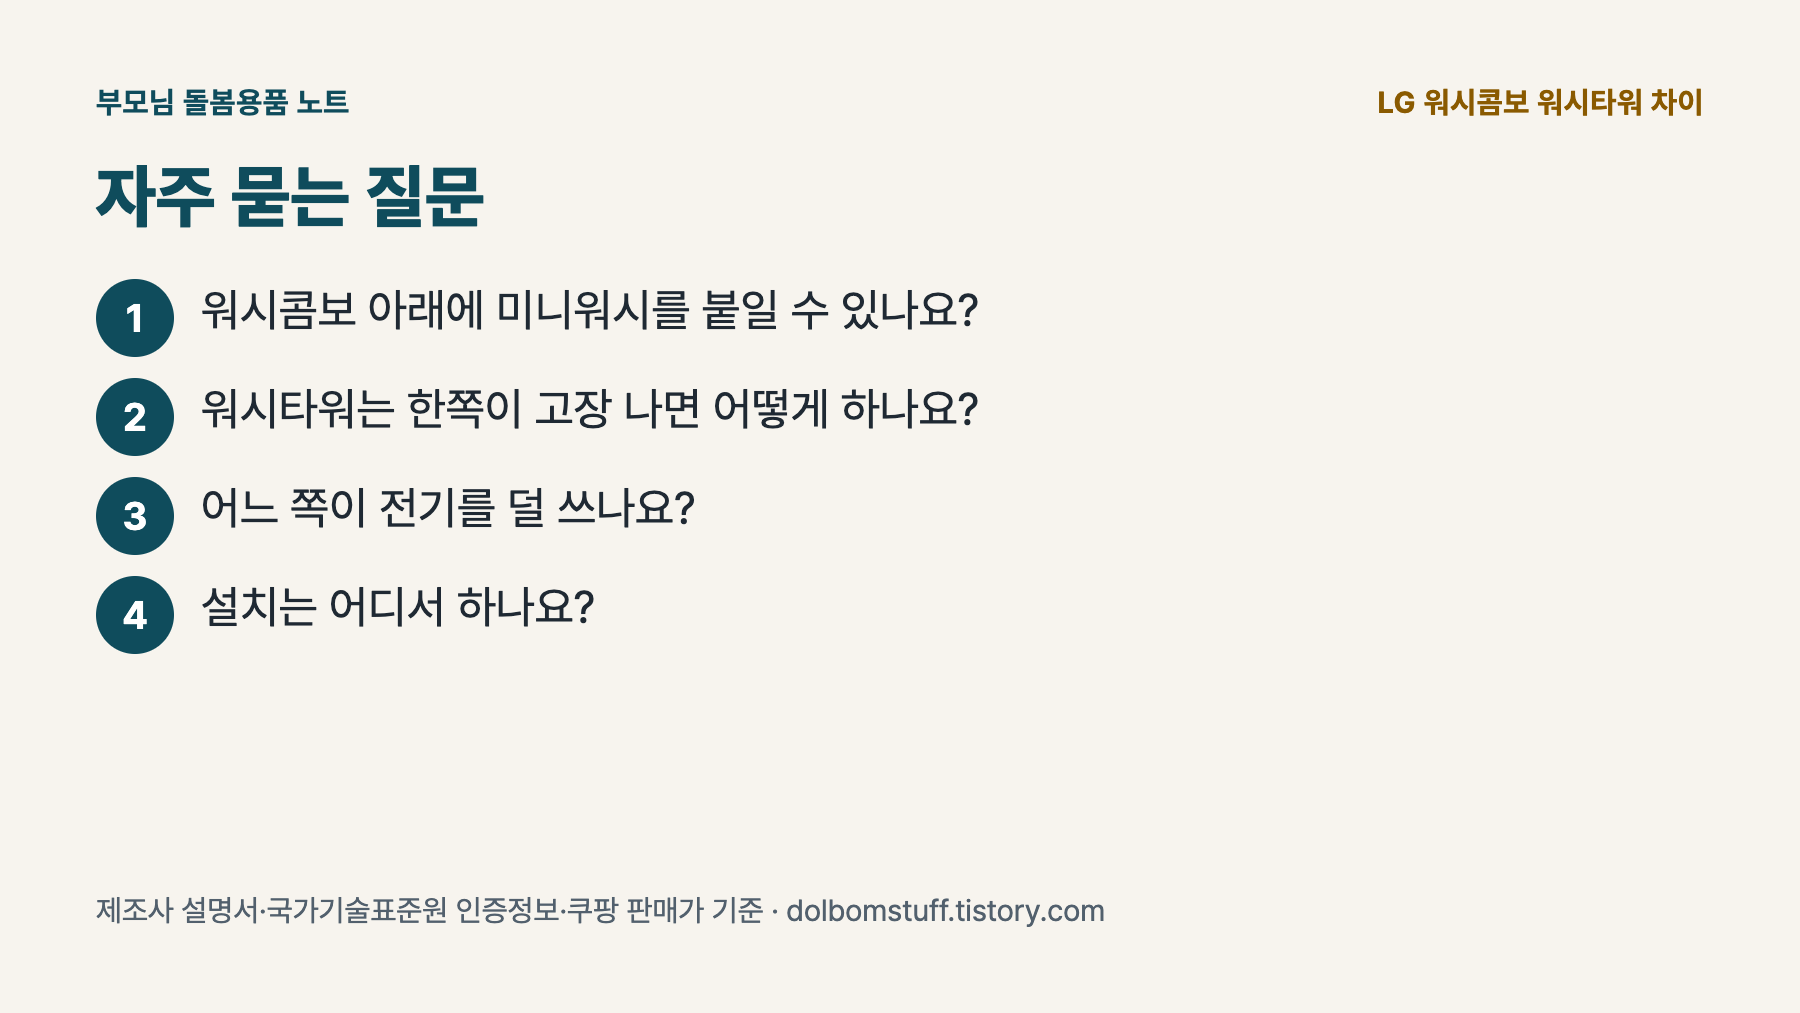 부모님 돌봄용품 노트
LG 워시콤보 워시타워 차이
자주 묻는 질문
1 워시콤보 아래에 미니워시를 붙일 수 있나요?
2 워시타워는 한쪽이 고장 나면 어떻게 하나요?
3 어느 쪽이 전기를 덜 쓰나요?
4 설치는 어디서 하나요?
제조사 설명서·국가기술표준원 인증정보·쿠팡 판매가 기준 · dolbomstuff.tistory.com